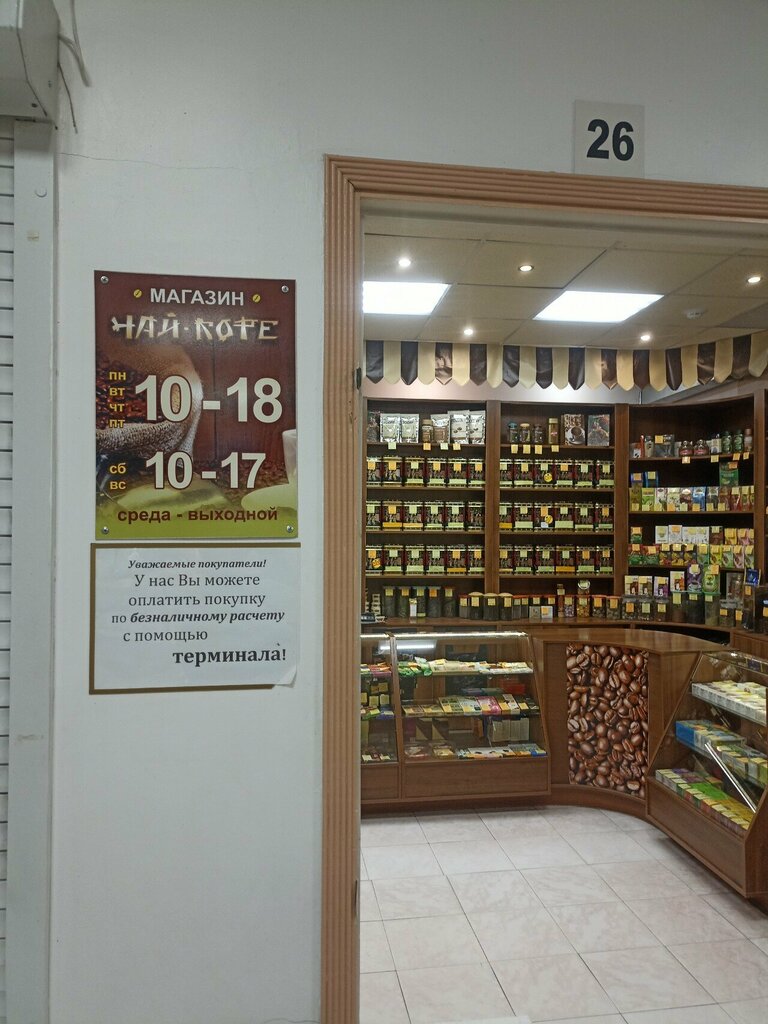 26
МАГАЗИН
ЧАЙ-КОФЕ
пн
вт
чт
пт
10-18
сб
вс
10-17
среда - выходной
Уважаемые покупатели!
У нас Вы можете
оплатить покупку
по безналичному расчету
с помощью
терминала!